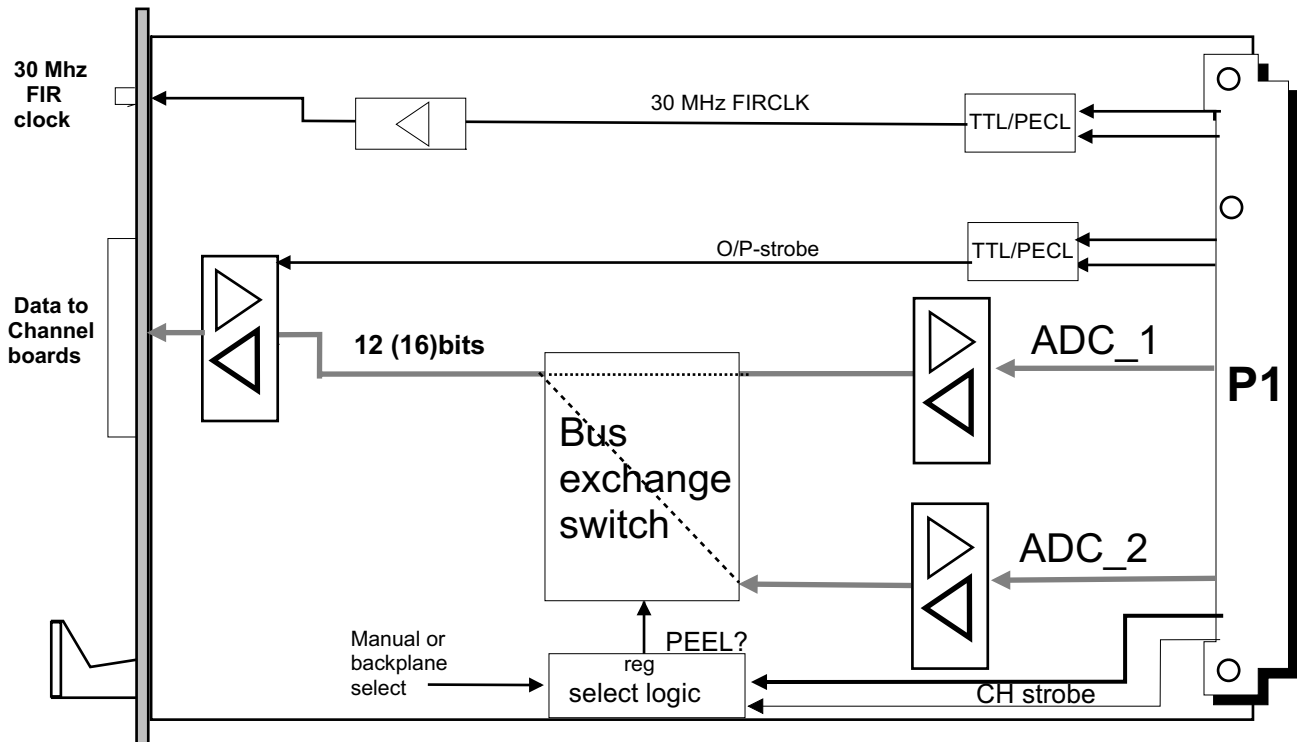 30 Mhz
FIR
clock
30 MHz FIRCLK
TTL/PECL
O/P-strobe
TTL/PECL
Data to
Channel
boards
12 (16)bits
ADC_1
P1
Bus
exchange
switch
ADC_2
Manual or
backplane
select
PEEL?
reg
select logic
CH strobe